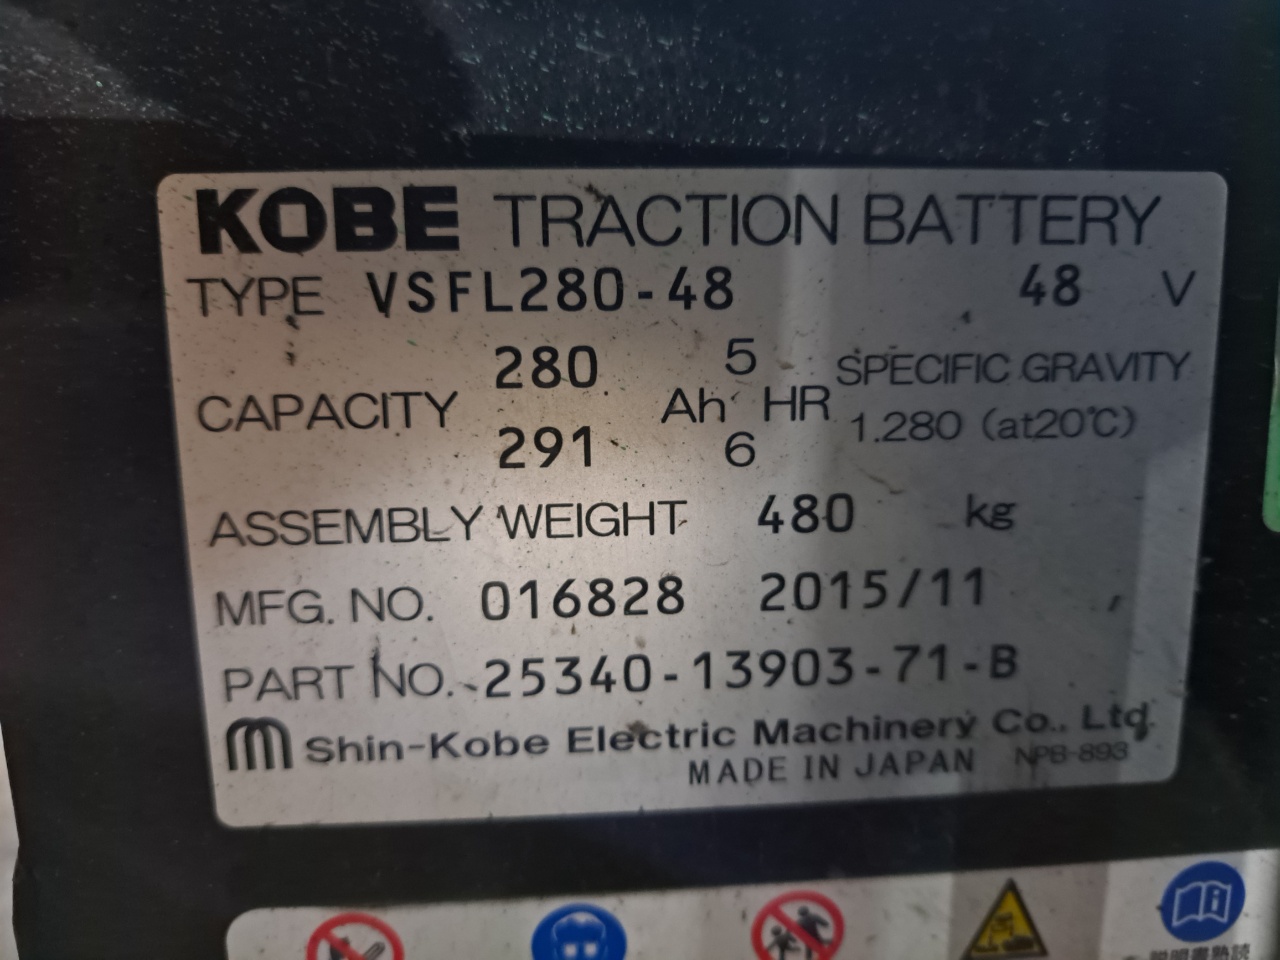 KOBE TRACTION BATTERY
TYPE VSFL280-48 48 V
280 5 SPECIFIC GRAVITY
CAPACITY Ah HR 1.280 (at20℃)
291 6
ASSEMBLY WEIGHT 480 kg
MFG. NO. 016828 2015/11
PART NO. 25340-13903-71-B
Shin-Kobe Electric Machinery Co., Ltd.
MADE IN JAPAN NPB-893